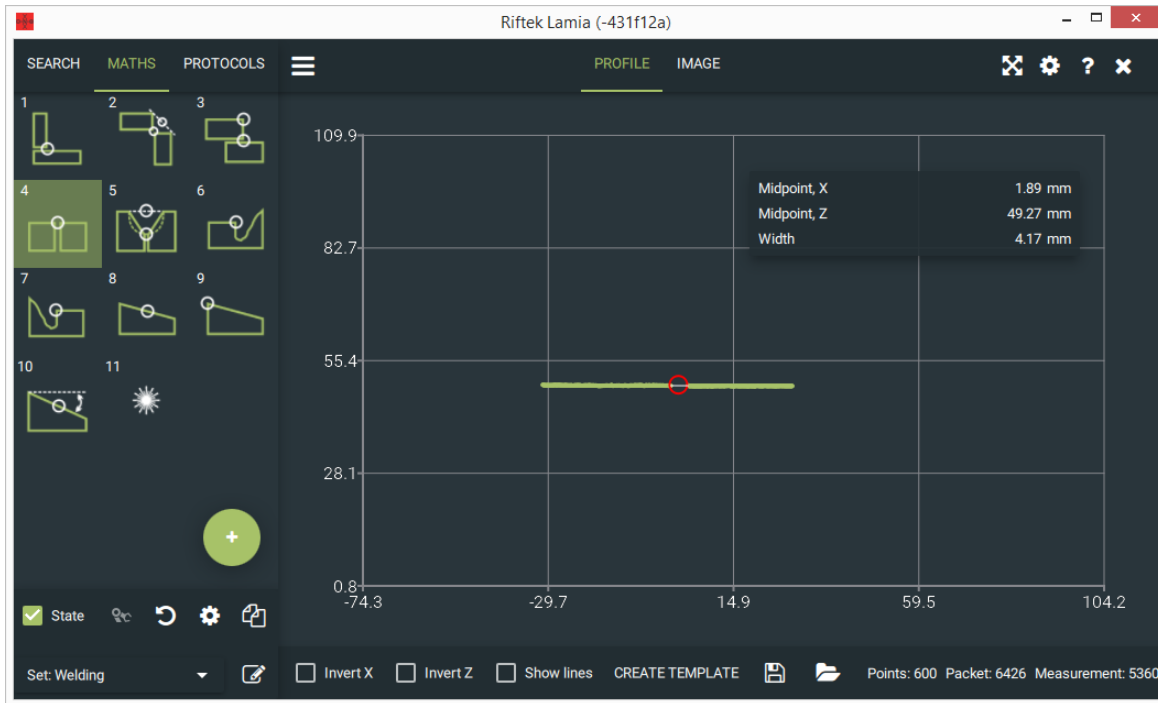 Riftek Lamia (-431f12a)
SEARCH MATHS PROTOCOLS
PROFILE IMAGE
?
1 2 3
4 5 6
7 8 9
10 11
+
State
Set: Welding
109.9
82.7
55.4
28.1
0.8
-74.3 -29.7 14.9 59.5 104.2
Midpoint, X 1.89 mm
Midpoint, Z 49.27 mm
Width 4.17 mm
Invert X Invert Z Show lines CREATE TEMPLATE Points: 600 Packet: 6426 Measurement: 5360